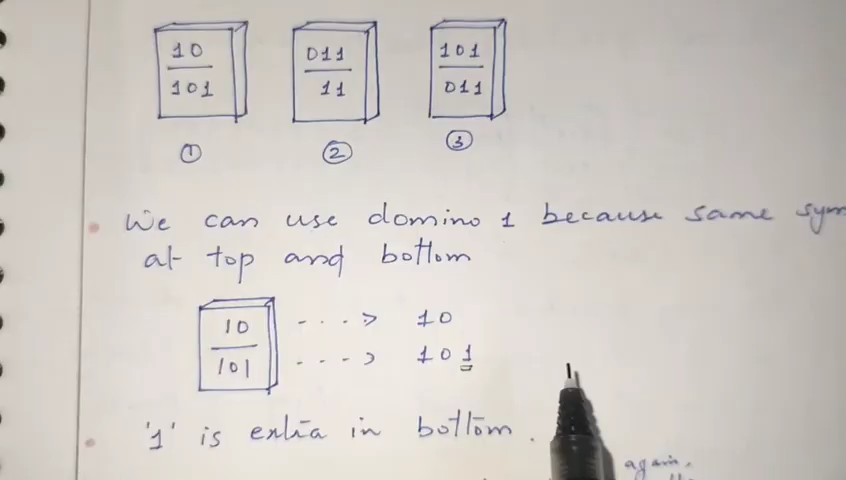 10 011 101
101 11 011
① ② ③
• We can use domino 1 because same sym
at top and bottom
10 ---> 10
101 ---> 101
• '1' is extra in bottom.
again,